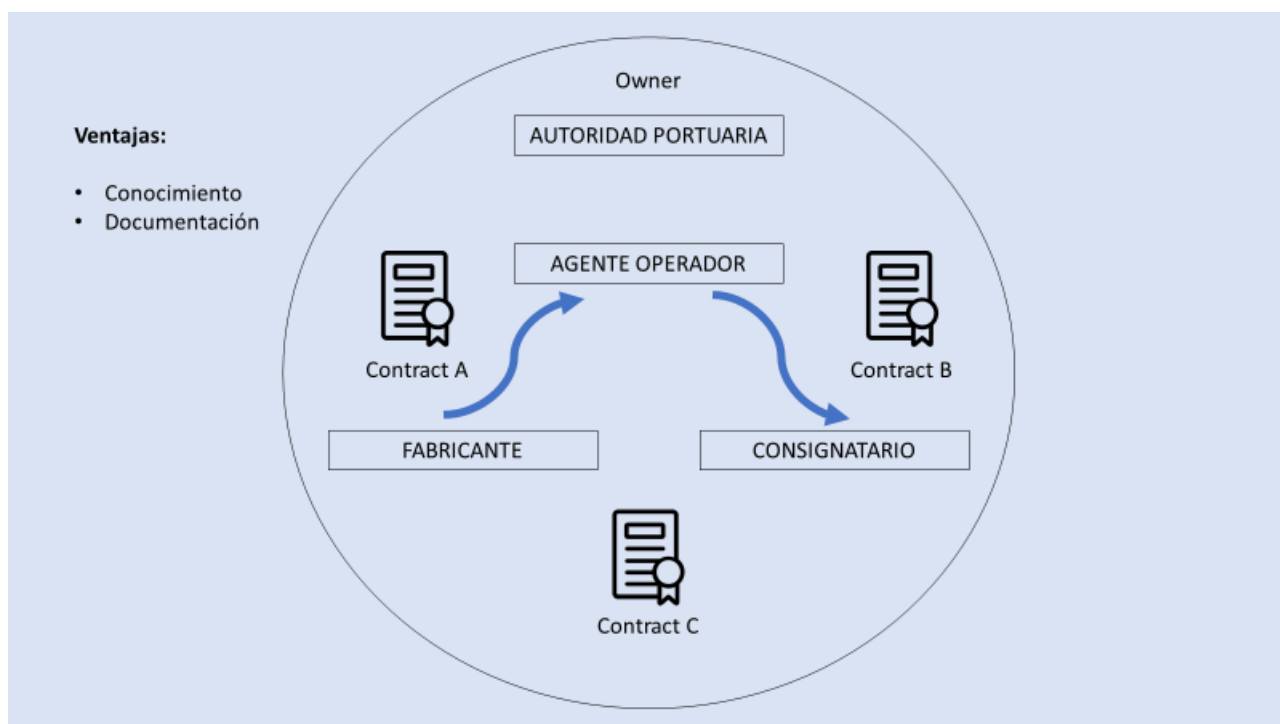 Owner
AUTORIDAD PORTUARIA
Ventajas:
• Conocimiento
• Documentación
AGENTE OPERADOR
Contract A
Contract B
FABRICANTE
CONSIGNATARIO
Contract C